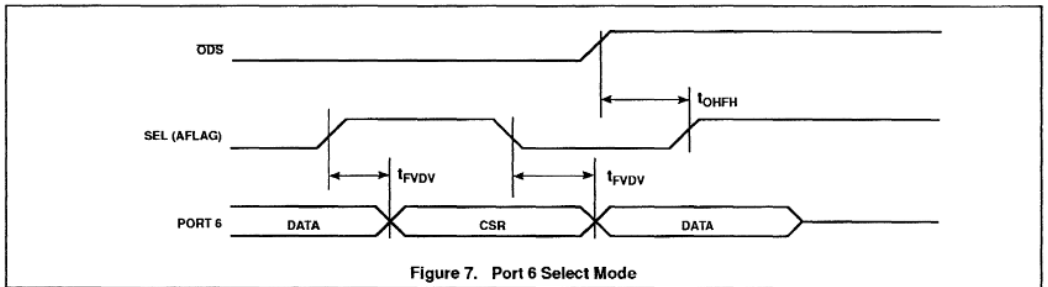 ODS
tOHFH
SEL (AFLAG)
tFVDV
tFVDV
PORT 6
DATA
CSR
DATA
Figure 7. Port 6 Select Mode